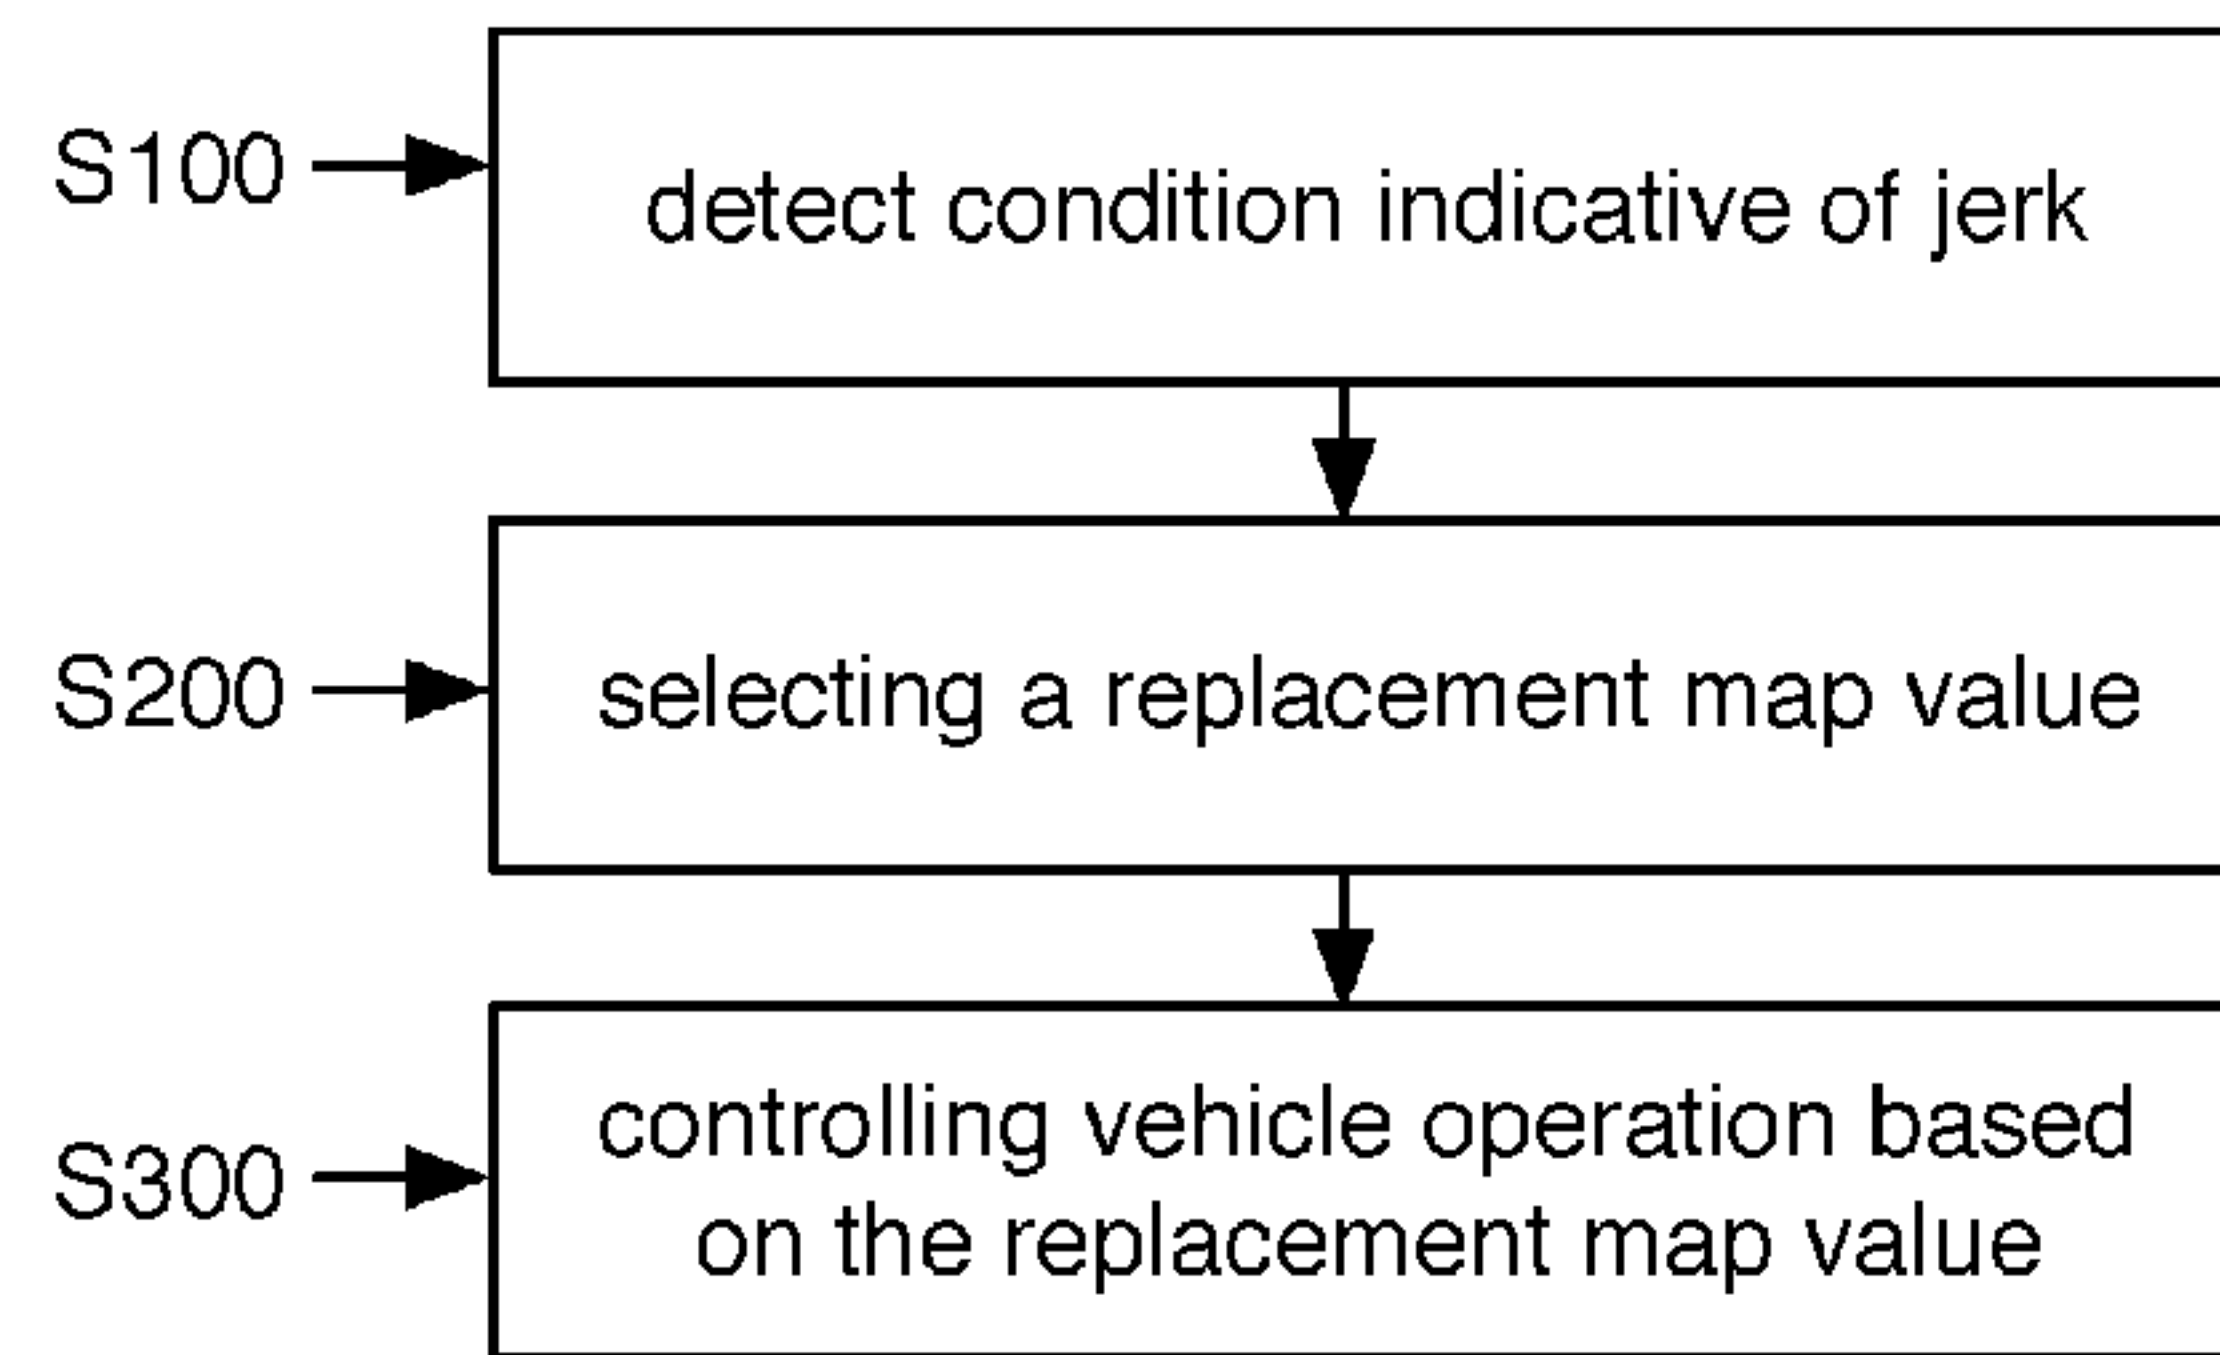 S100
detect condition indicative of jerk
S200
selecting a replacement map value
S300
controlling vehicle operation based
on the replacement map value